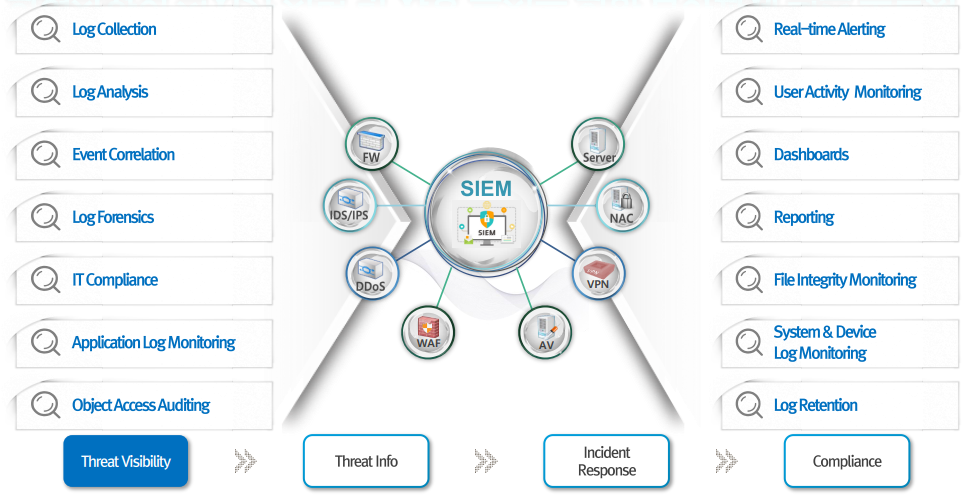 Log Collection
Log Analysis
Event Correlation
Log Forensics
IT Compliance
Application Log Monitoring
Object Access Auditing
FW
IDS/IPS
DDoS
WAF
SIEM
SIEM
AV
VPN
NAC
Server
Real-time Alerting
User Activity Monitoring
Dashboards
Reporting
File Integrity Monitoring
System & Device
Log Monitoring
Log Retention
Threat Visibility
Threat Info
Incident
Response
Compliance